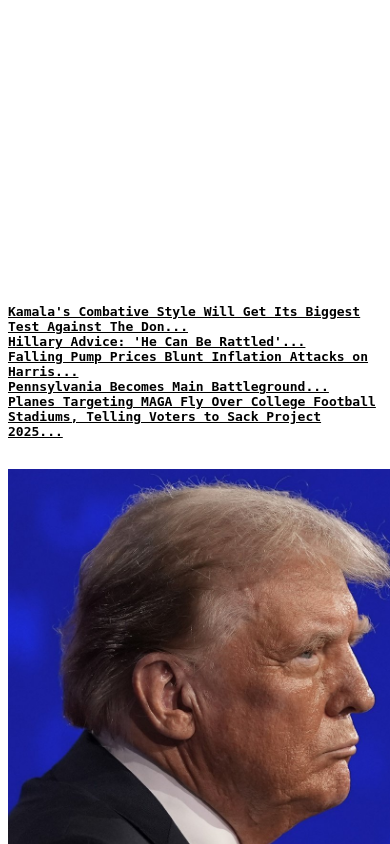 Kamala's Combative Style Will Get Its Biggest
Test Against The Don...
Hillary Advice: 'He Can Be Rattled'...
Falling Pump Prices Blunt Inflation Attacks on
Harris...
Pennsylvania Becomes Main Battleground...
Planes Targeting MAGA Fly Over College Football
Stadiums, Telling Voters to Sack Project
2025...